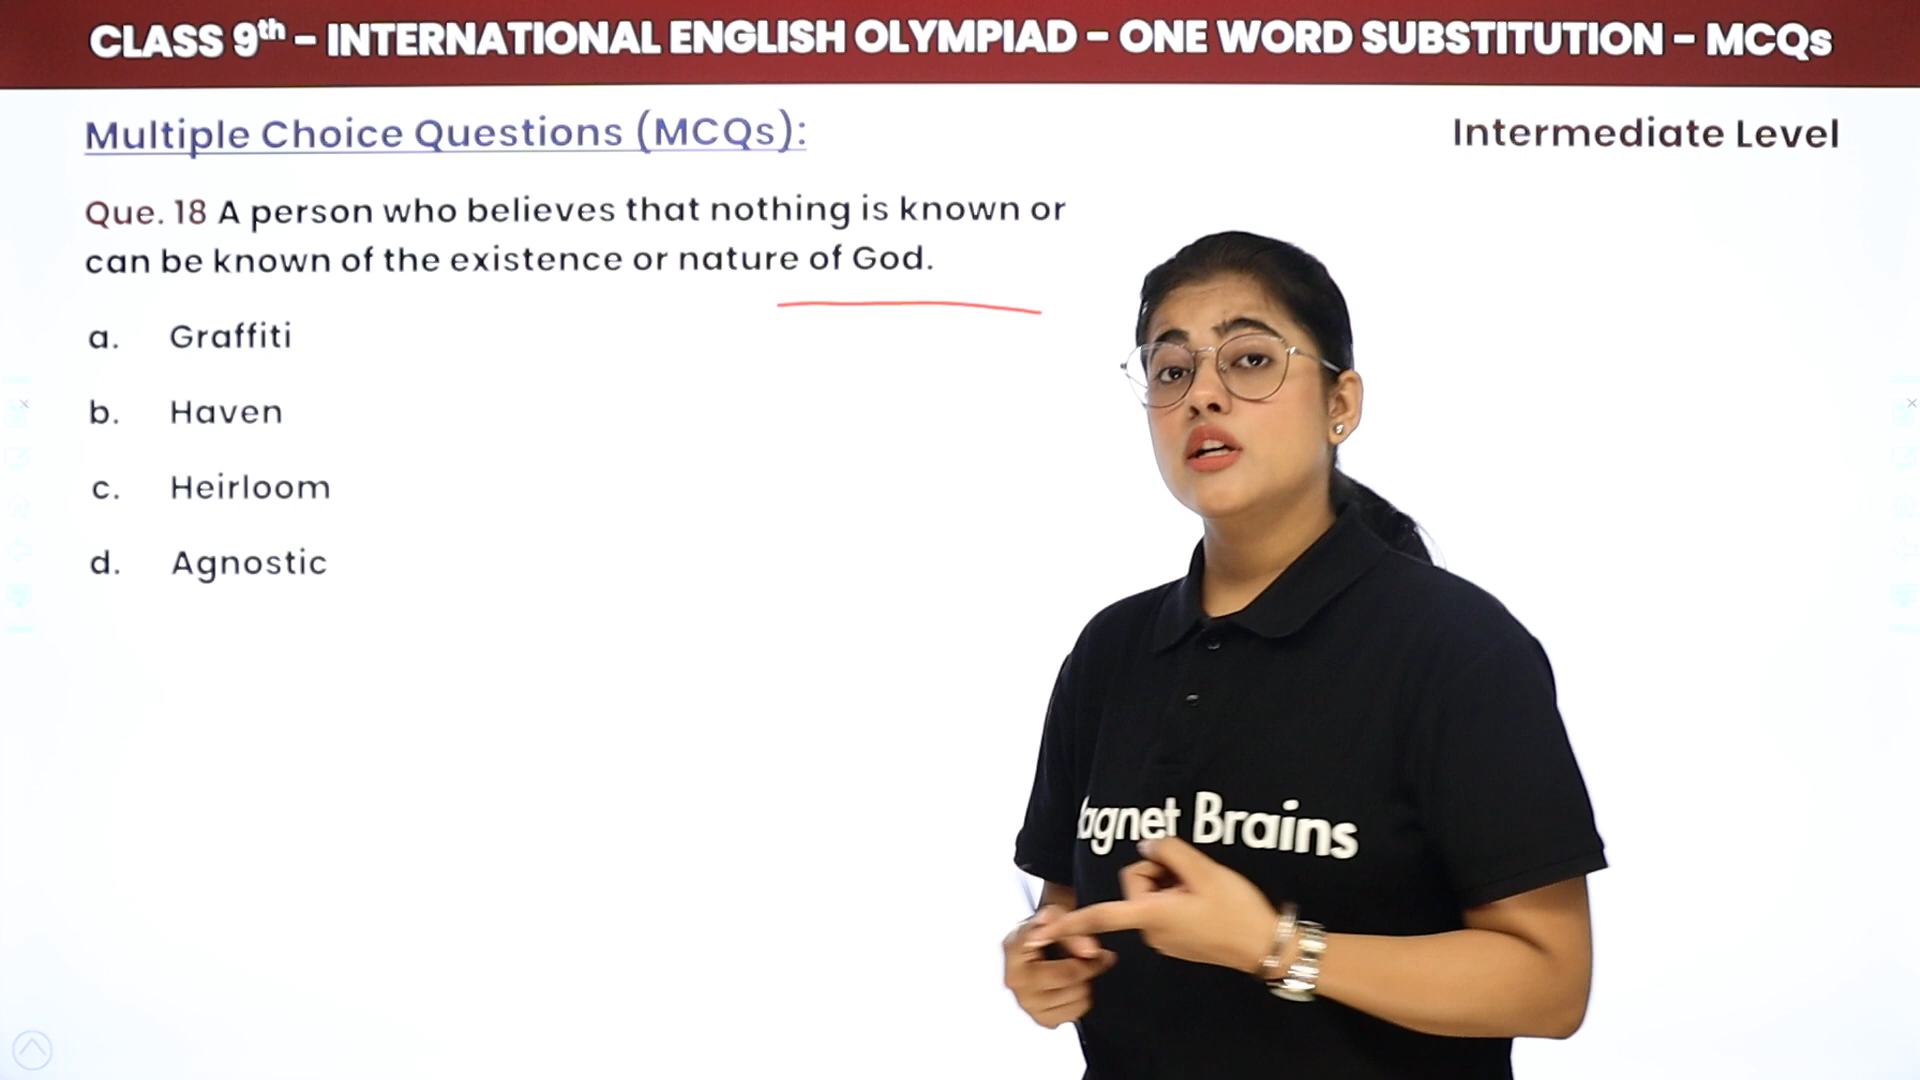 CLASS 9th - INTERNATIONAL ENGLISH OLYMPIAD - ONE WORD SUBSTITUTION - MCQs
Multiple Choice Questions (MCQs):
Intermediate Level
Que. 18 A person who believes that nothing is known or
can be known of the existence or nature of God.
a. Graffiti
b. Haven
c. Heirloom
d. Agnostic
agnet Brains